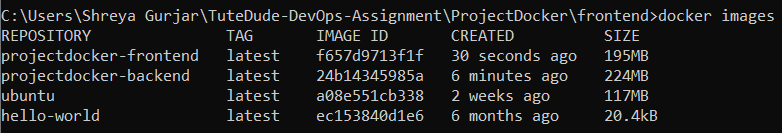 C:\Users\Shreya Gurjar\TuteDude-DevOps-Assignment\ProjectDocker\frontend>docker images
REPOSITORY TAG IMAGE ID CREATED SIZE
projectdocker-frontend latest f657d9713f1f 30 seconds ago 195MB
projectdocker-backend latest 24b14345985a 6 minutes ago 224MB
ubuntu latest a08e551cb338 2 weeks ago 117MB
hello-world latest ec153840d1e6 6 months ago 20.4kB